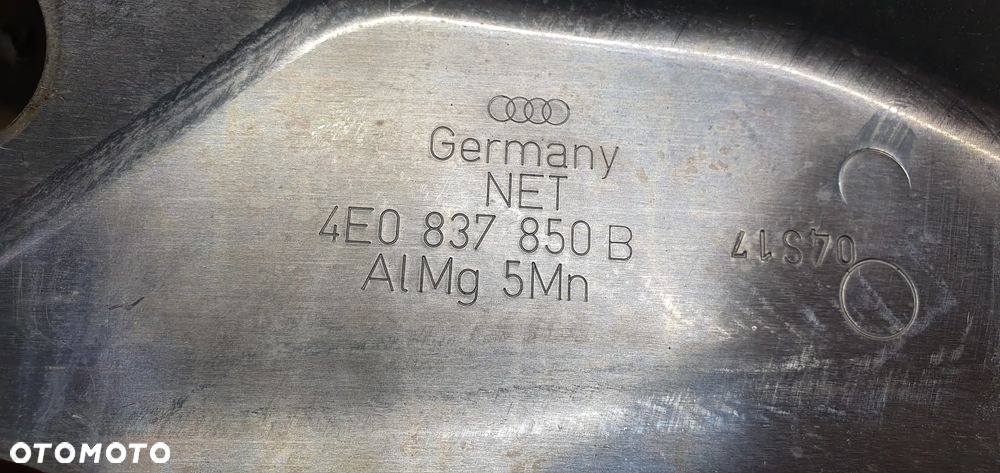 Germany
NET
4E0 837 850 B
AlMg 5Mn
04S17
OTOMOTO